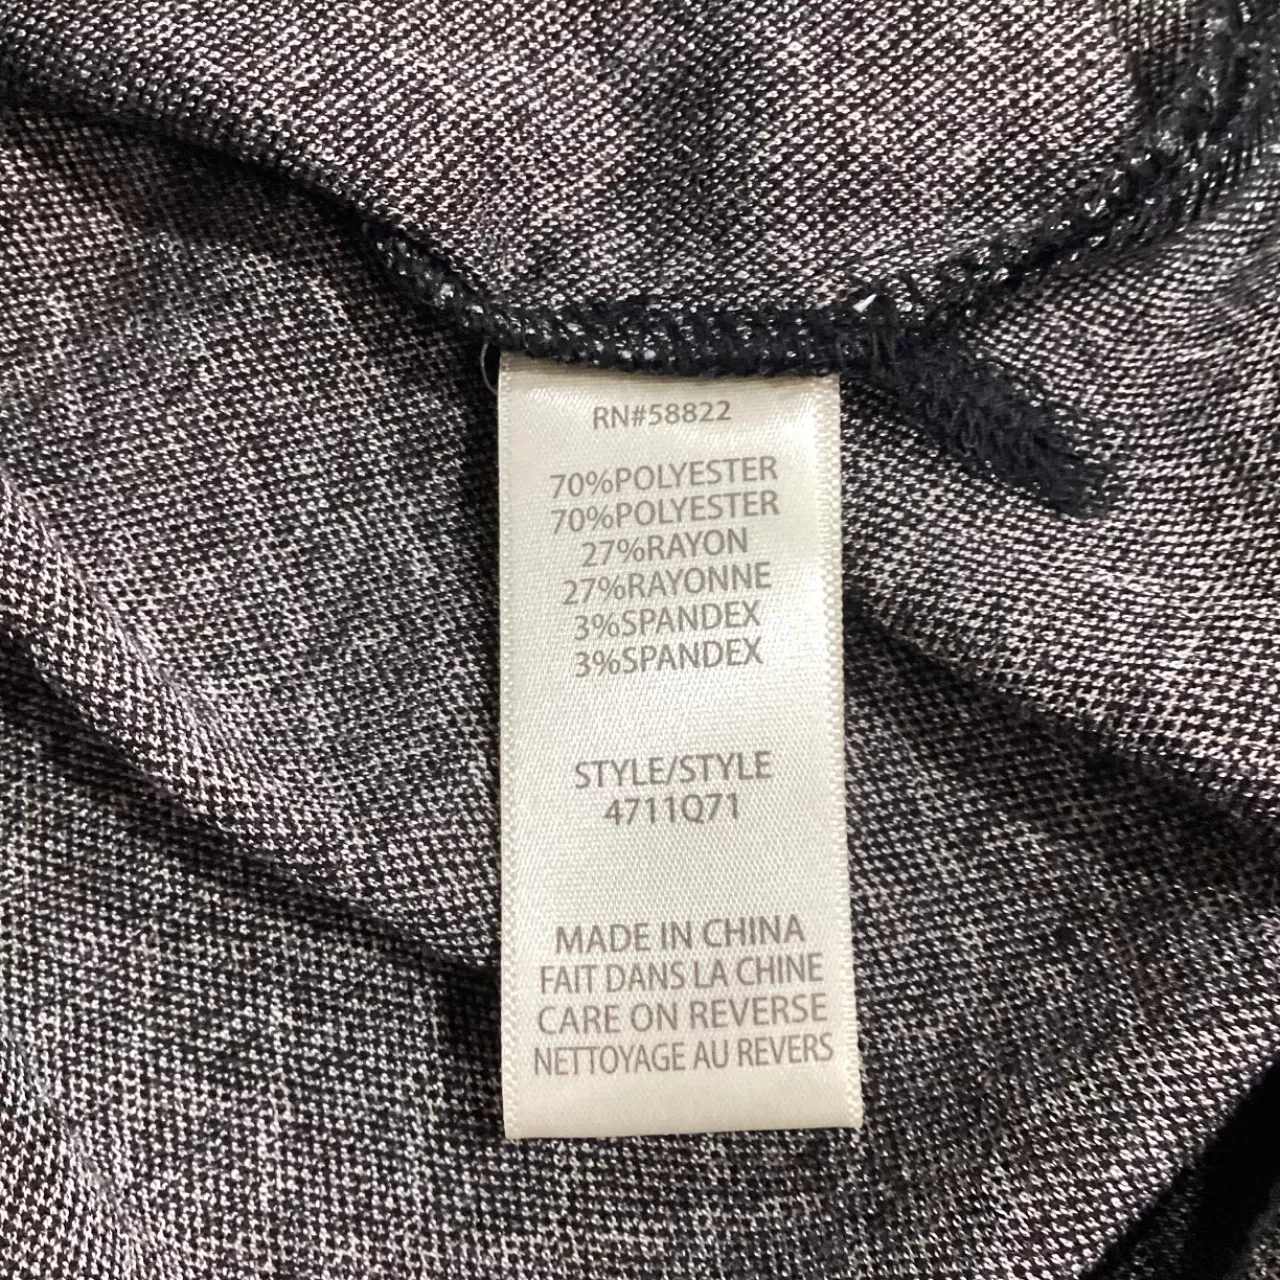 RN#58822
70%POLYESTER
70%POLYESTER
27%RAYON
27%RAYONNE
3%SPANDEX
3%SPANDEX
STYLE/STYLE
4711Q71
MADE IN CHINA
FAIT DANS LA CHINE
CARE ON REVERSE
NETTOYAGE AU REVERS